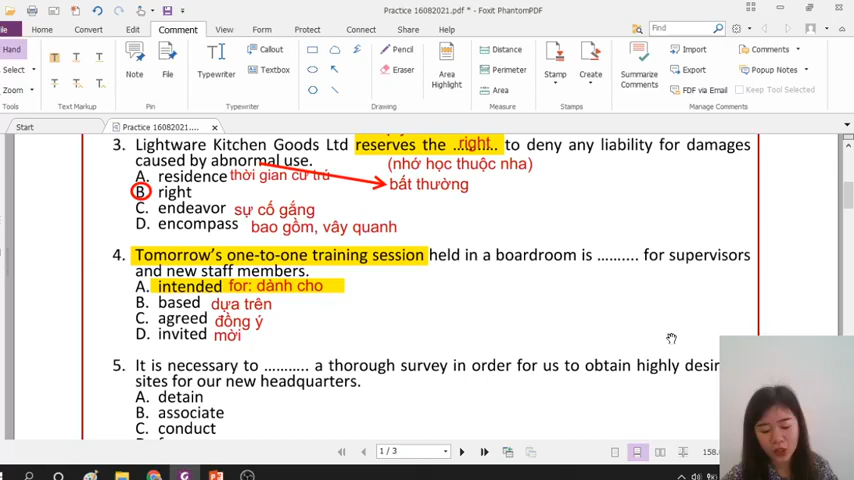 Practice 16082021.pdf * - Foxit PhantomPDF
Home Convert Edit Comment Share Help
Find
Hand
Select
Zoom
Tools
Text Markup
Note
File
Pin
Typewriter
Callout
Textbox
Typewriter
Drawing
Pencil
Eraser
Area Highlight
Distance
Perimeter
Area
Measure
Stamp
Create
Stamps
Summarize Comments
Import
Export
FDF via Email
Comments
Popup Notes
Keep Tool Selected
Manage Comments
Start
Practice 16082021....
3. Lightware Kitchen Goods Ltd reserves the ..right.. to deny any liability for damages
caused by abnormal use. (nhớ học thuộc nha)
A. residence thời gian cư trú
bất thường
B. right
C. endeavor sự cố gắng
D. encompass bao gồm, vây quanh
4. Tomorrow's one-to-one training session held in a boardroom is .......... for supervisors
and new staff members.
A. intended for: dành cho
B. based dựa trên
C. agreed đồng ý
D. invited mời
5. It is necessary to .......... a thorough survey in order for us to obtain highly desir
sites for our new headquarters.
A. detain
B. associate
C. conduct
1 / 3
158.